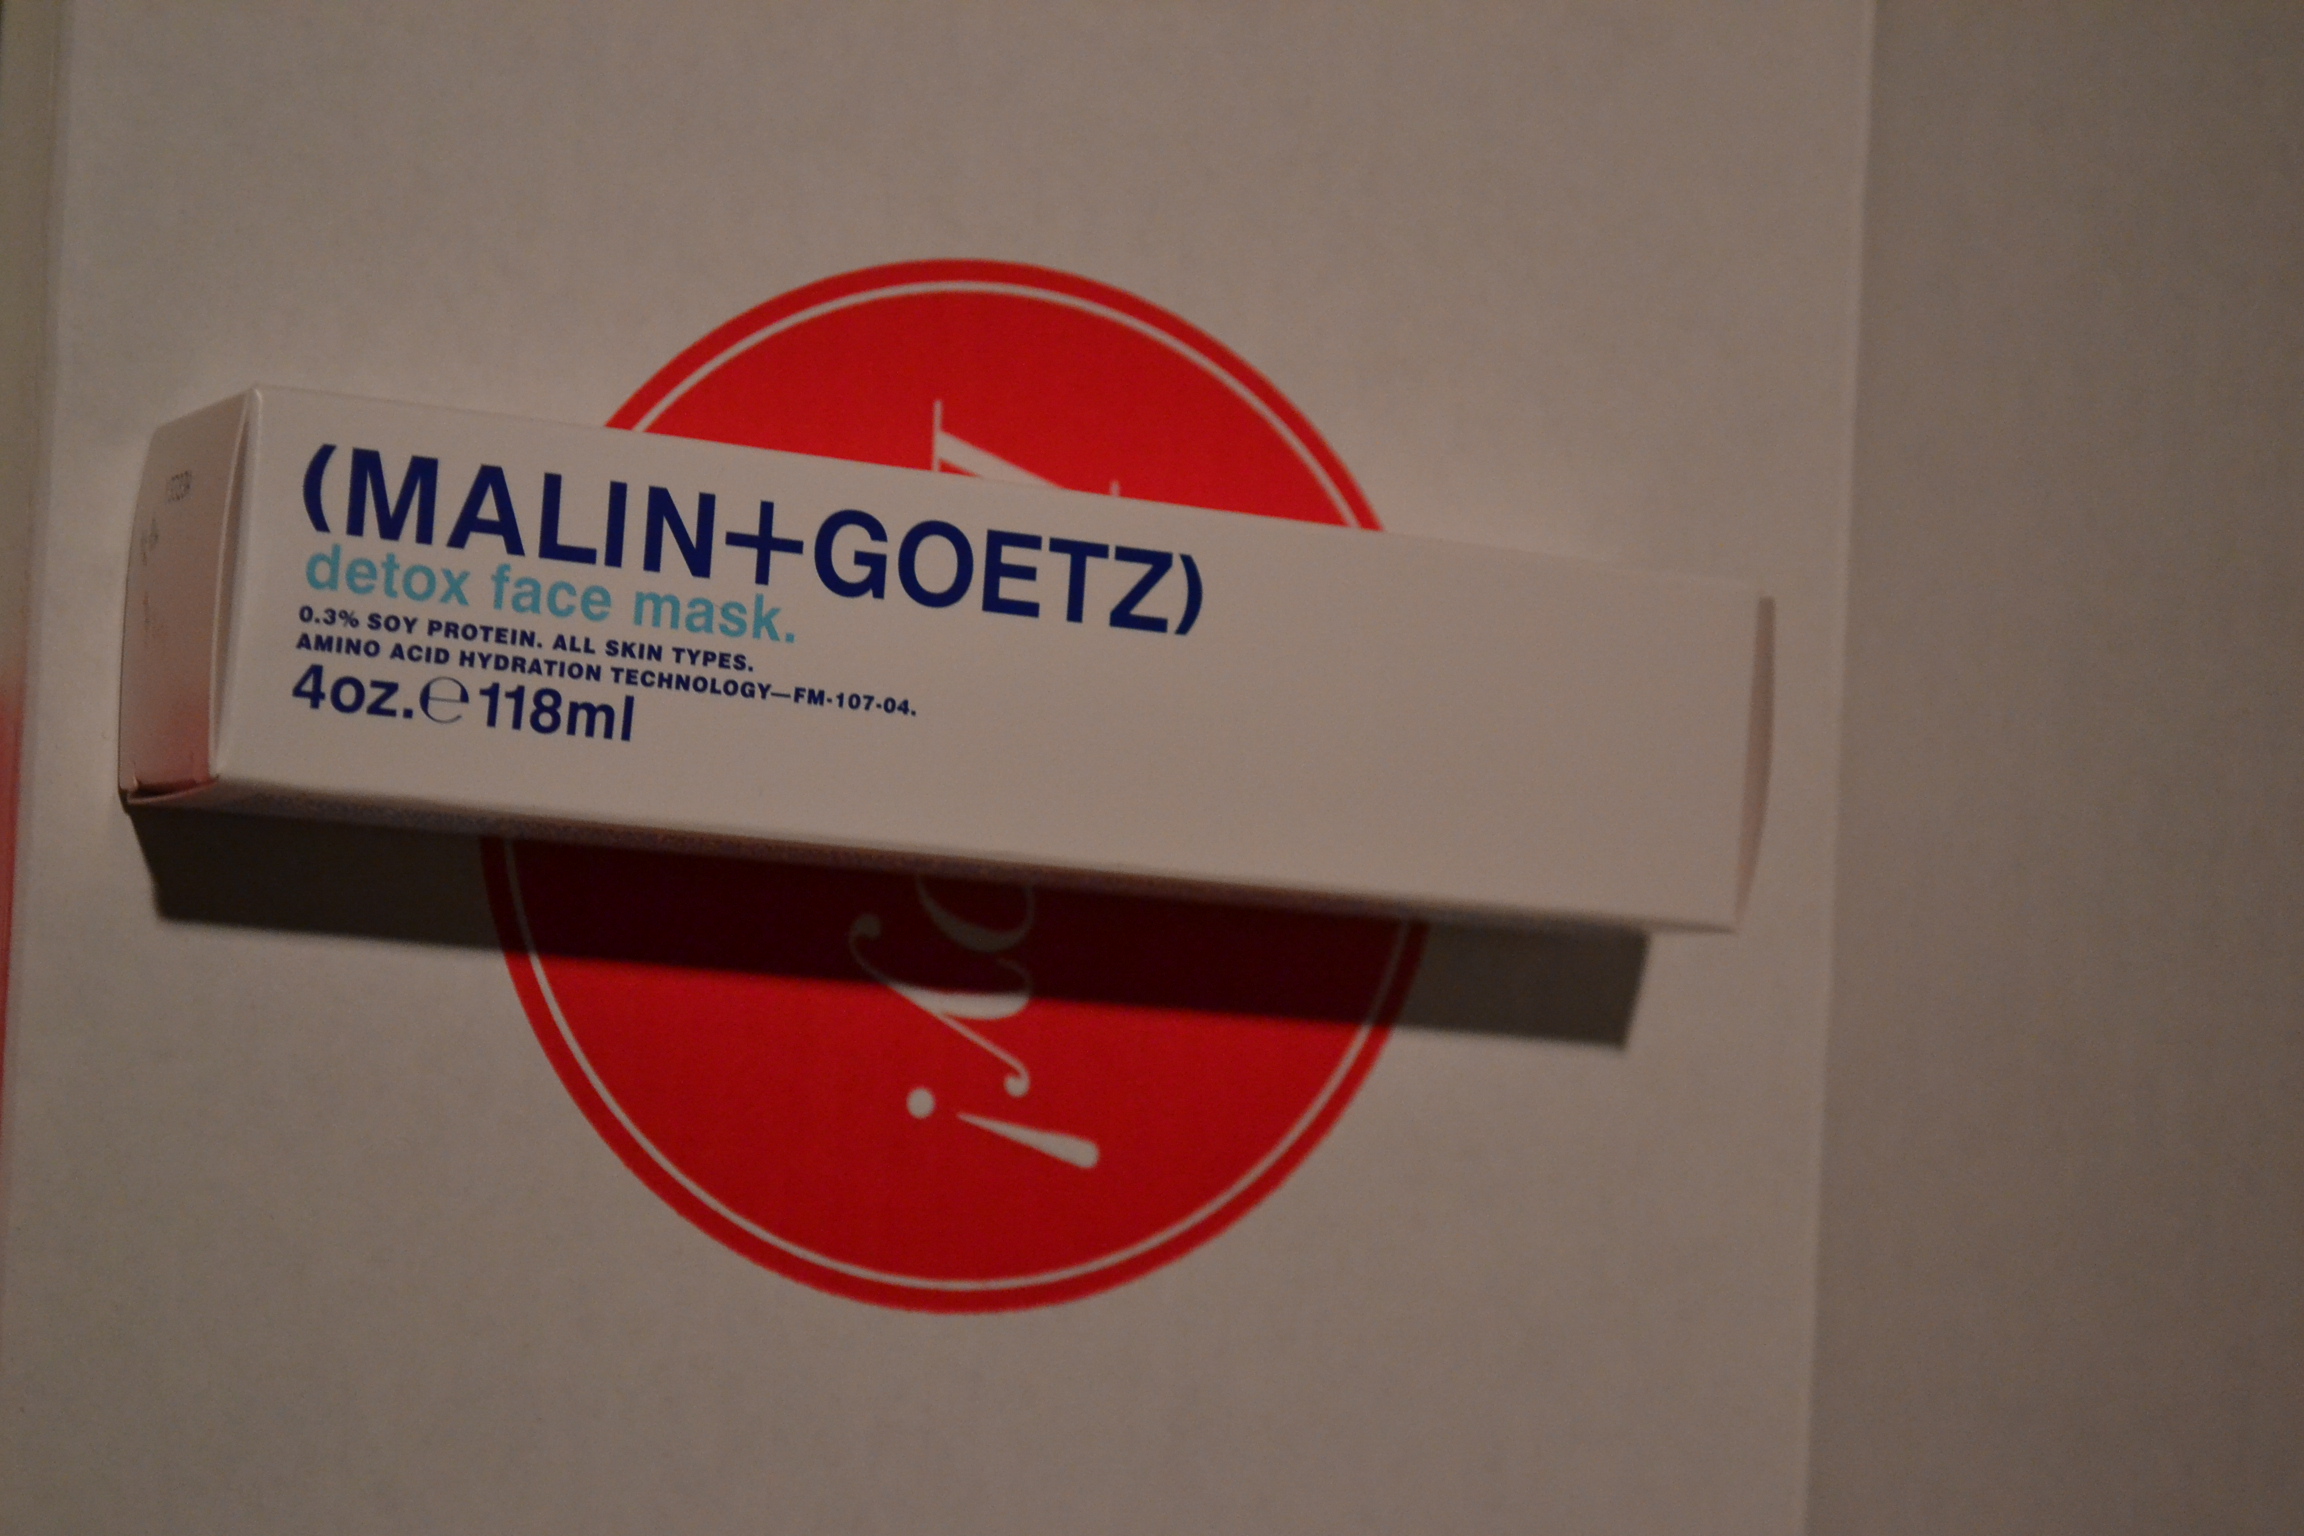 (MALIN+GOETZ)
detox face mask.
0.3% SOY PROTEIN. ALL SKIN TYPES.
AMINO ACID HYDRATION TECHNOLOGY—FM-107-04.
4oz.℮118ml